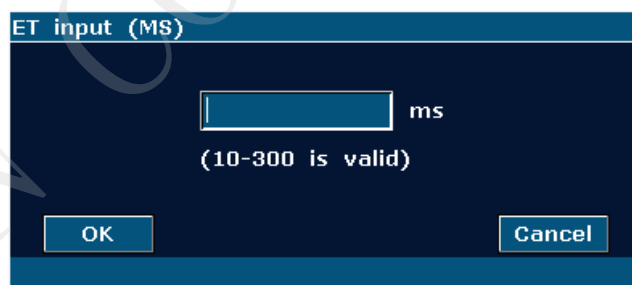 ET input (MS)
ms
(10-300 is valid)
OK
Cancel